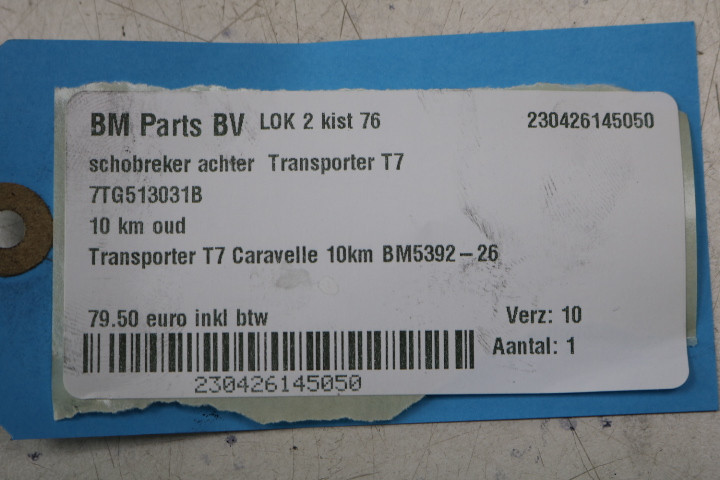 BM Parts BV LOK 2 kist 76 230426145050
schobreker achter Transporter T7
7TG513031B
10 km oud
Transporter T7 Caravelle 10km BM5392-26
79.50 euro inkl btw Verz: 10
Aantal: 1
230426145050